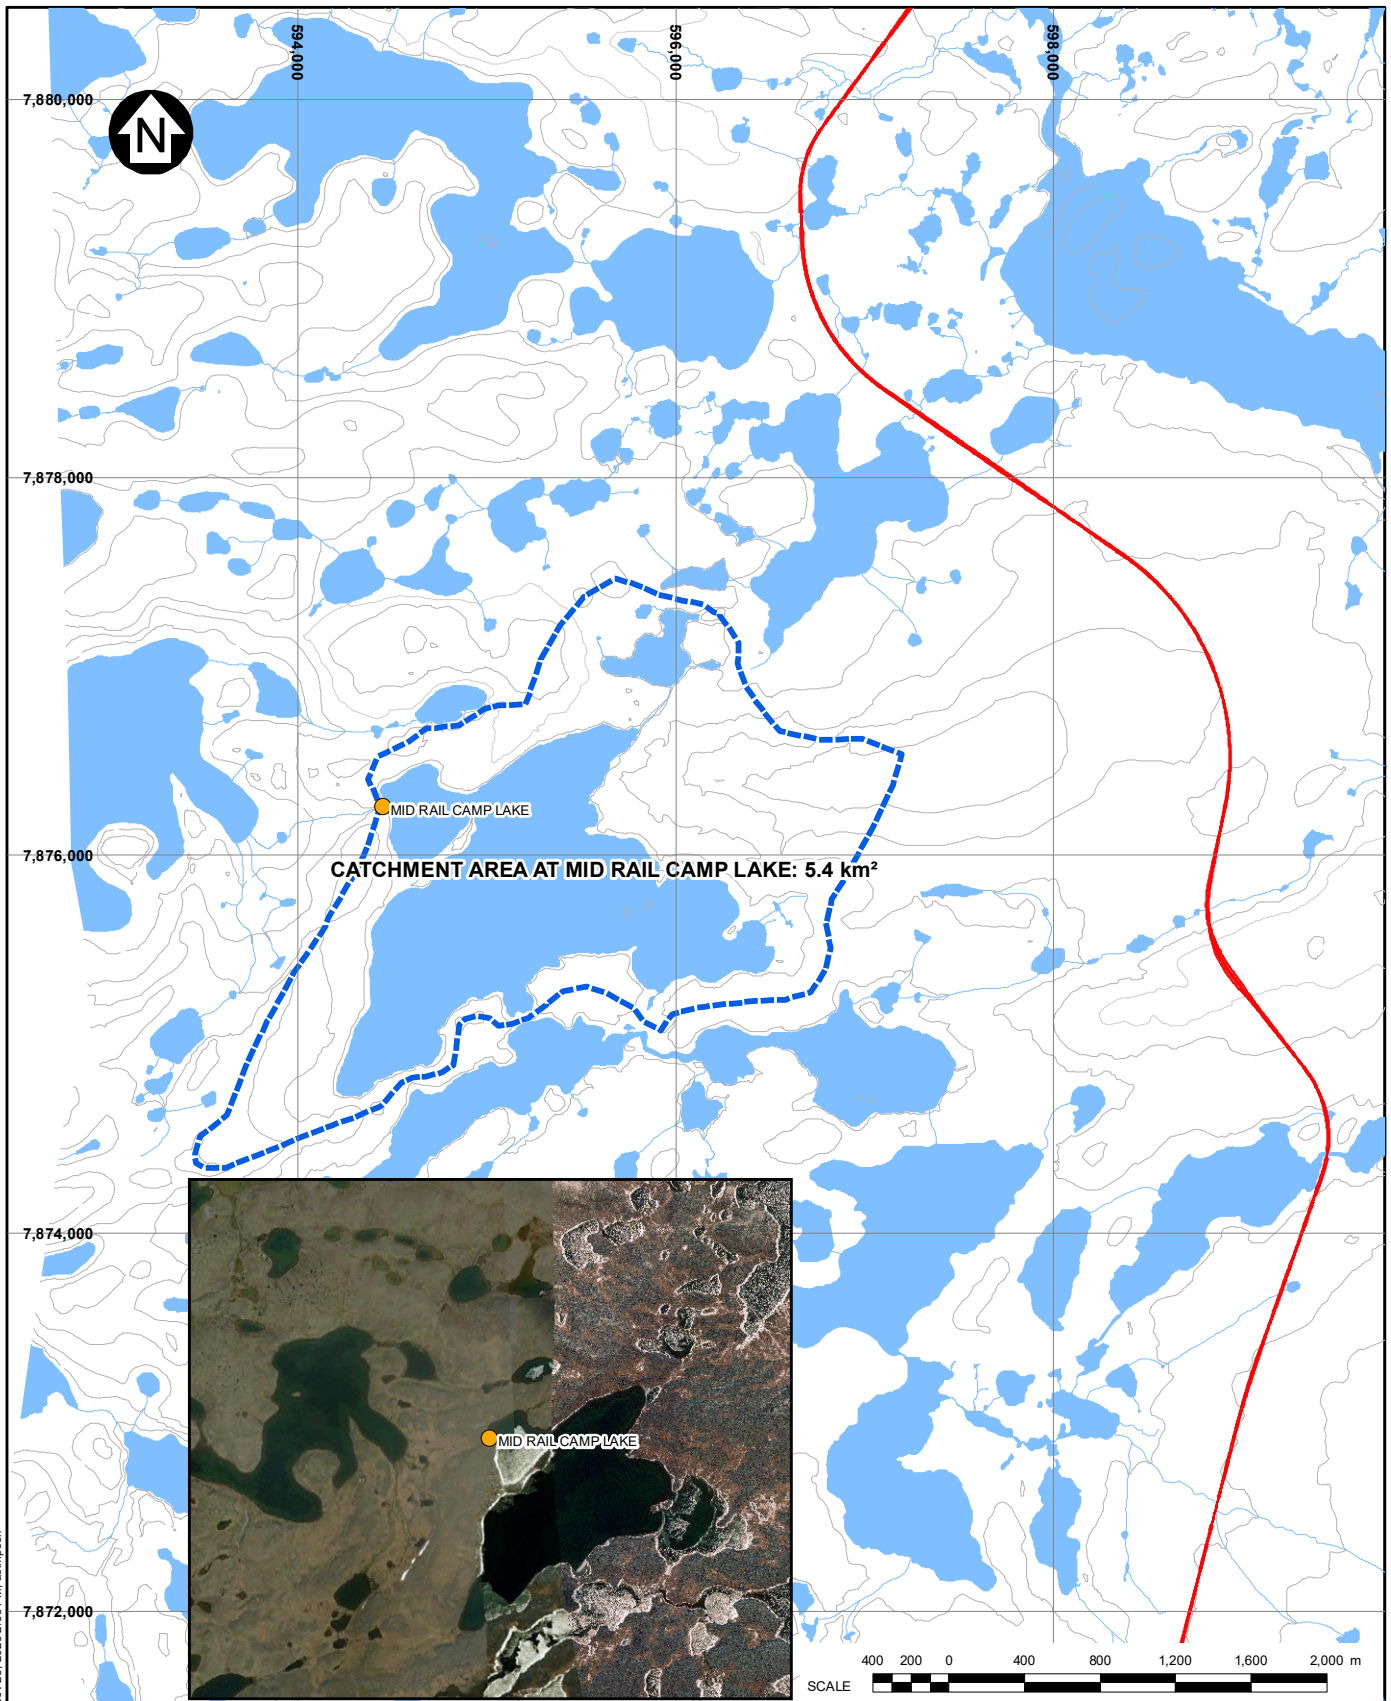 594,000
596,000
598,000
7,880,000
N
7,878,000
MID RAIL CAMP LAKE
7,876,000
CATCHMENT AREA AT MID RAIL CAMP LAKE: 5.4 km²
7,874,000
MID RAIL CAMP LAKE
7,872,000
SCALE
400 200 0 400 800 1,200 1,600 2,000 m